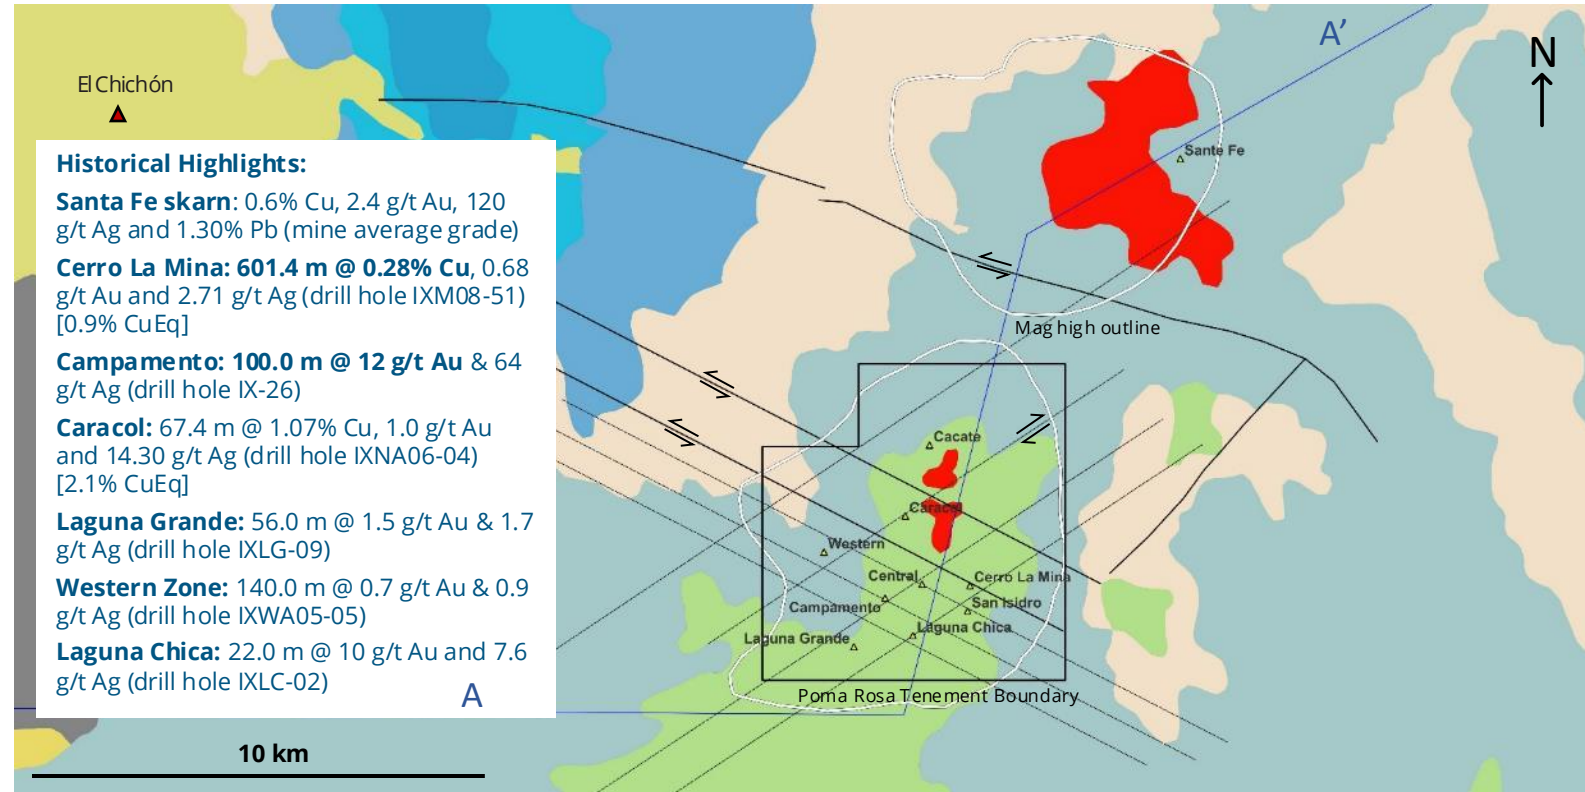 A’
N
El Chichón
Historical Highlights:
Santa Fe skarn: 0.6% Cu, 2.4 g/t Au, 120
g/t Ag and 1.30% Pb (mine average grade)
Cerro La Mina: 601.4 m @ 0.28% Cu, 0.68
g/t Au and 2.71 g/t Ag (drill hole IXM08-51)
[0.9% CuEq]
Campamento: 100.0 m @ 12 g/t Au & 64
g/t Ag (drill hole IX-26)
Caracol: 67.4 m @ 1.07% Cu, 1.0 g/t Au
and 14.30 g/t Ag (drill hole IXNA06-04)
[2.1% CuEq]
Laguna Grande: 56.0 m @ 1.5 g/t Au & 1.7
g/t Ag (drill hole IXLG-09)
Western Zone: 140.0 m @ 0.7 g/t Au & 0.9
g/t Ag (drill hole IXWA05-05)
Laguna Chica: 22.0 m @ 10 g/t Au and 7.6
g/t Ag (drill hole IXLC-02)
A
10 km
Sante Fe
Mag high outline
Cacate
Caracol
Western
Central
Cerro La Mina
Campamento
San Isidro
Laguna Chica
Laguna Grande
Poma Rosa Tenement Boundary